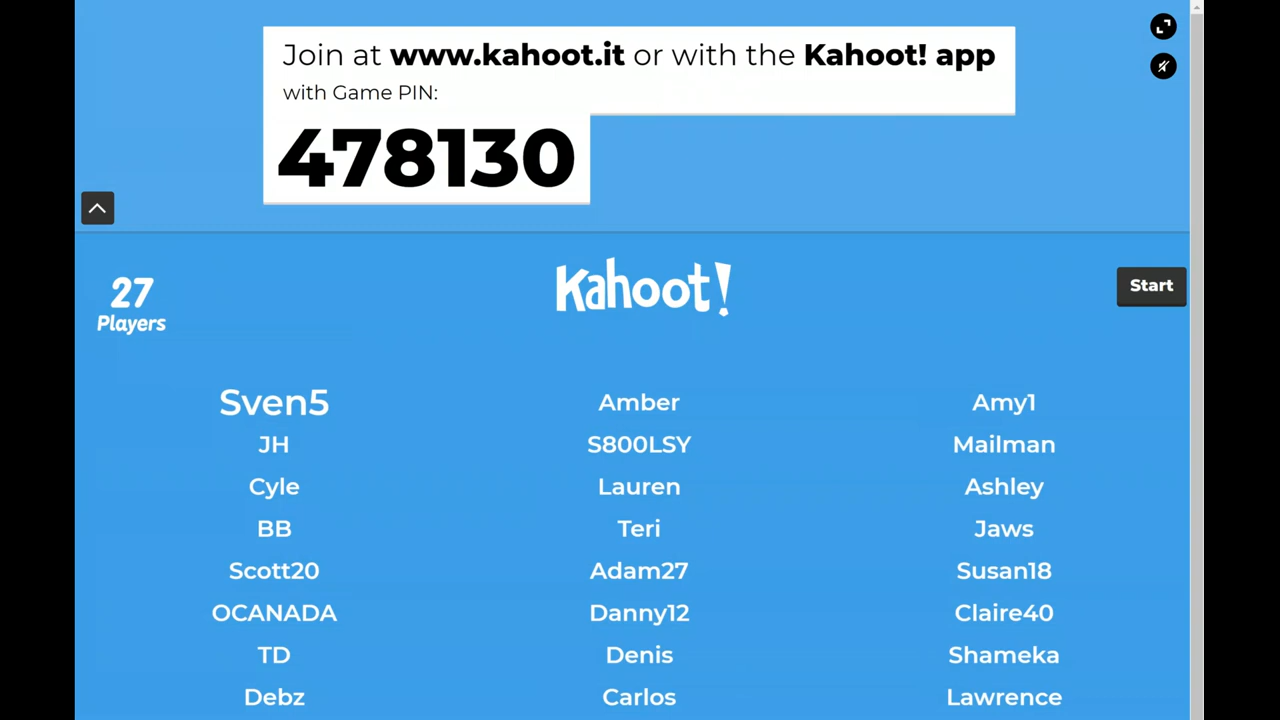 Join at www.kahoot.it or with the Kahoot! app
with Game PIN:
478130
27
Players
Kahoot!
Start
Sven5 Amber Amy1
JH S800LSY Mailman
Cyle Lauren Ashley
BB Teri Jaws
Scott20 Adam27 Susan18
OCANADA Danny12 Claire40
TD Denis Shameka
Debz Carlos Lawrence